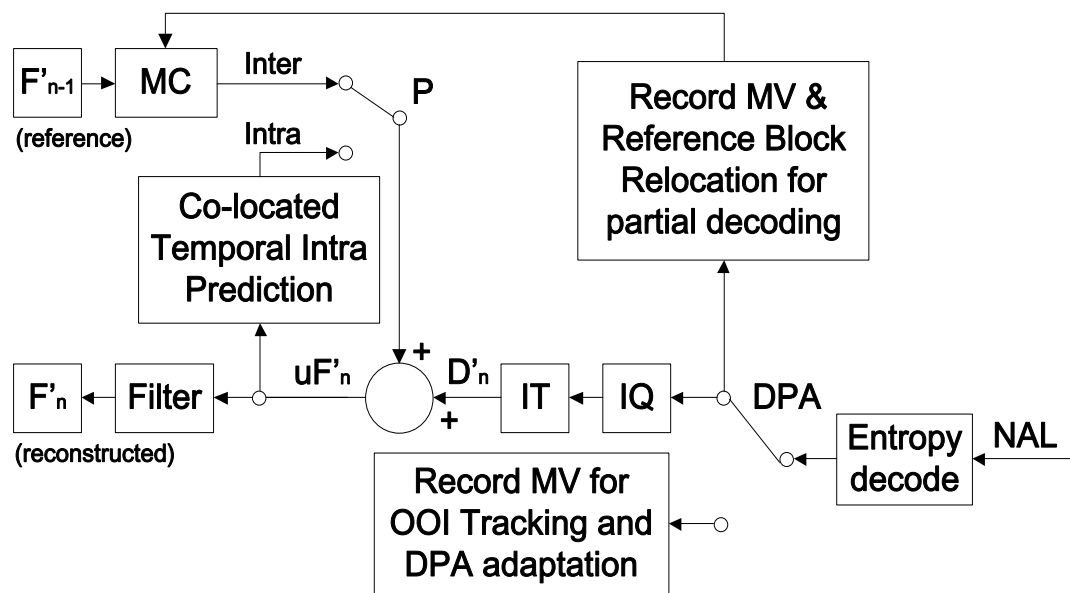 F'n-1
(reference)
MC
Inter
P
Intra
Co-located
Temporal Intra
Prediction
Record MV &
Reference Block
Relocation for
partial decoding
F'n
(reconstructed)
Filter
uF'n
+
+
D'n
IT
IQ
DPA
Entropy
decode
NAL
Record MV for
OOI Tracking and
DPA adaptation